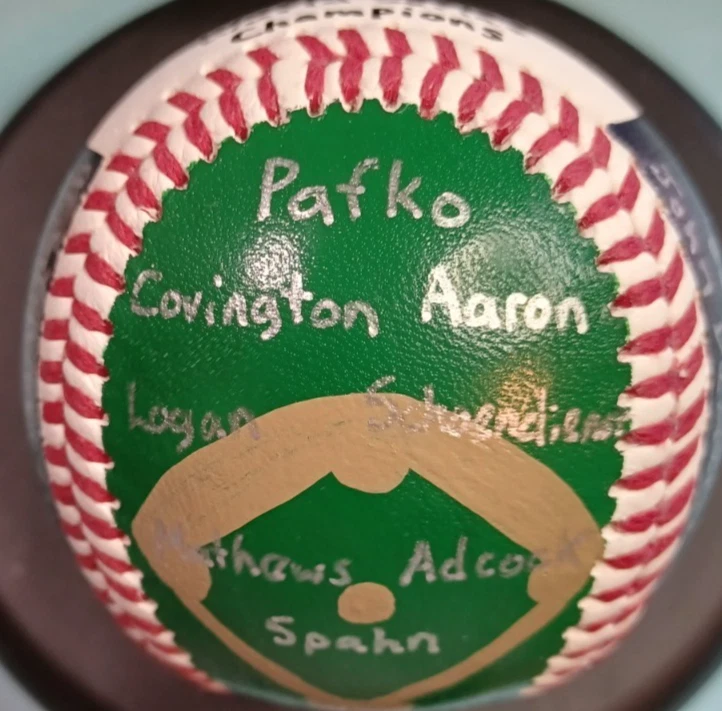 Champions
Pafko
Covington Aaron
Logan Schoendienst
Mathews Adcock
Spahn